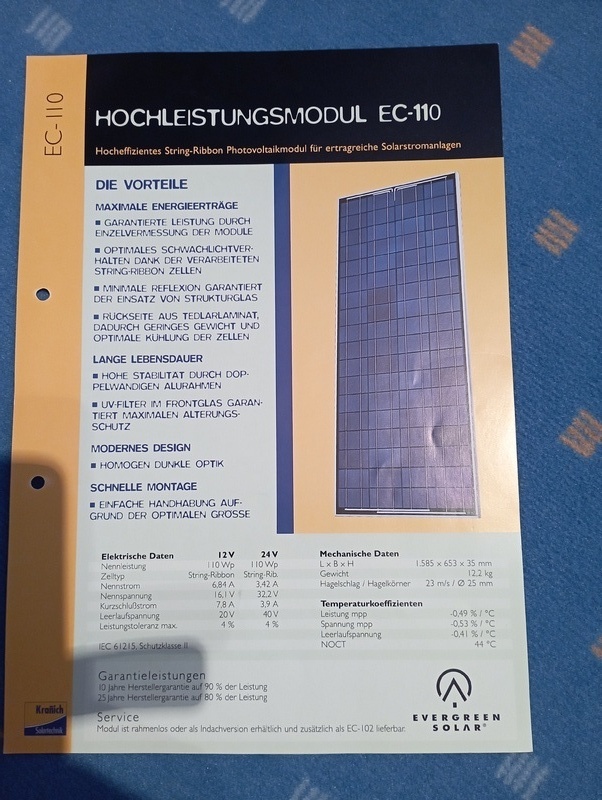 EC-110
HOCHLEISTUNGSMODUL EC-110
Hocheffizientes String-Ribbon Photovoltaikmodul für ertragreiche Solarstromanlagen
DIE VORTEILE
MAXIMALE ENERGIEERTRÄGE
■ GARANTIERTE LEISTUNG DURCH
EINZELVERMESSUNG DER MODULE
■ OPTIMALES SCHWACHLICHTVER-
HALTEN DANK DER VERARBEITETEN
STRING-RIBBON ZELLEN
■ MINIMALE REFLEXION GARANTIERT
DER EINSATZ VON STRUKTURGLAS
■ RÜCKSEITE AUS TEDLARLAMINAT,
DADURCH GERINGES GEWICHT UND
OPTIMALE KÜHLUNG DER ZELLEN
LANGE LEBENSDAUER
■ HOHE STABILITÄT DURCH DOP-
PELWANDIGEN ALURAHMEN
■ UV-FILTER IM FRONTGLAS GARAN-
TIERT MAXIMALEN ALTERUNGS-
SCHUTZ
MODERNES DESIGN
■ HOMOGEN DUNKLE OPTIK
SCHNELLE MONTAGE
■ EINFACHE HANDHABUNG AUF-
GRUND DER OPTIMALEN GRÖSSE
Elektrische Daten 12 V 24 V
Nennleistung 110 Wp 110 Wp
Zelltyp String-Ribbon String-Rib.
Nennstrom 6,84 A 3,42 A
Nennspannung 16,1 V 32,2 V
Kurzschlußstrom 7,8 A 3,9 A
Leerlaufspannung 20 V 40 V
Leistungstoleranz max. 4 % 4 %
IEC 61215, Schutzklasse II
Mechanische Daten
L x B x H 1.585 x 653 x 35 mm
Gewicht 12,2 kg
Hagelschlag / Hagelkörner 23 m/s / Ø 25 mm
Temperaturkoeffizienten
Leistung mpp -0,49 % / °C
Spannung mpp -0,53 % / °C
Leerlaufspannung -0,41 % / °C
NOCT 44 °C
Garantieleistungen
10 Jahre Herstellergarantie auf 90 % der Leistung
25 Jahre Herstellergarantie auf 80 % der Leistung
Service
Modul ist rahmenlos oder als Indachversion erhältlich und zusätzlich als EC-102 lieferbar.
Krannich
Solartechnik
EVERGREEN
SOLAR®